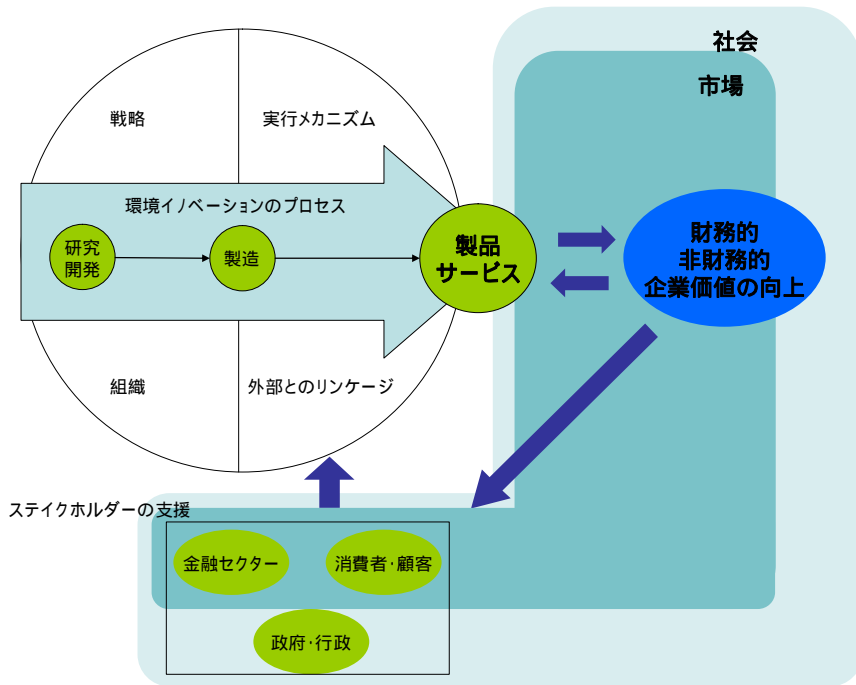 社会
市場
戦略
実行メカニズム
環境イノベーションのプロセス
研究
開発
製造
製品
サービス
財務的
非財務的
企業価値の向上
組織
外部とのリンケージ
ステイクホルダーの支援
金融セクター
消費者・顧客
政府・行政